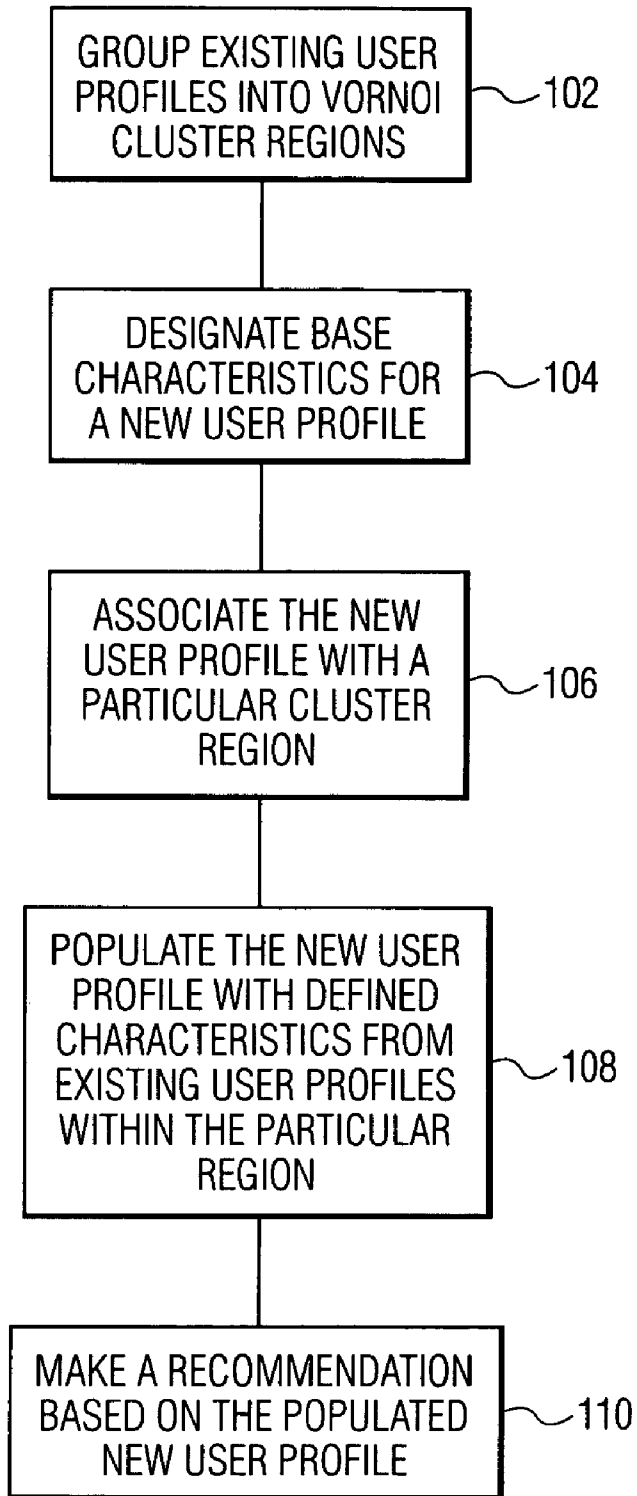 GROUP EXISTING USER
PROFILES INTO VORNOI
CLUSTER REGIONS
102
DESIGNATE BASE
CHARACTERISTICS FOR
A NEW USER PROFILE
104
ASSOCIATE THE NEW
USER PROFILE WITH A
PARTICULAR CLUSTER
REGION
106
POPULATE THE NEW USER
PROFILE WITH DEFINED
CHARACTERISTICS FROM
EXISTING USER PROFILES
WITHIN THE PARTICULAR
REGION
108
MAKE A RECOMMENDATION
BASED ON THE POPULATED
NEW USER PROFILE
110